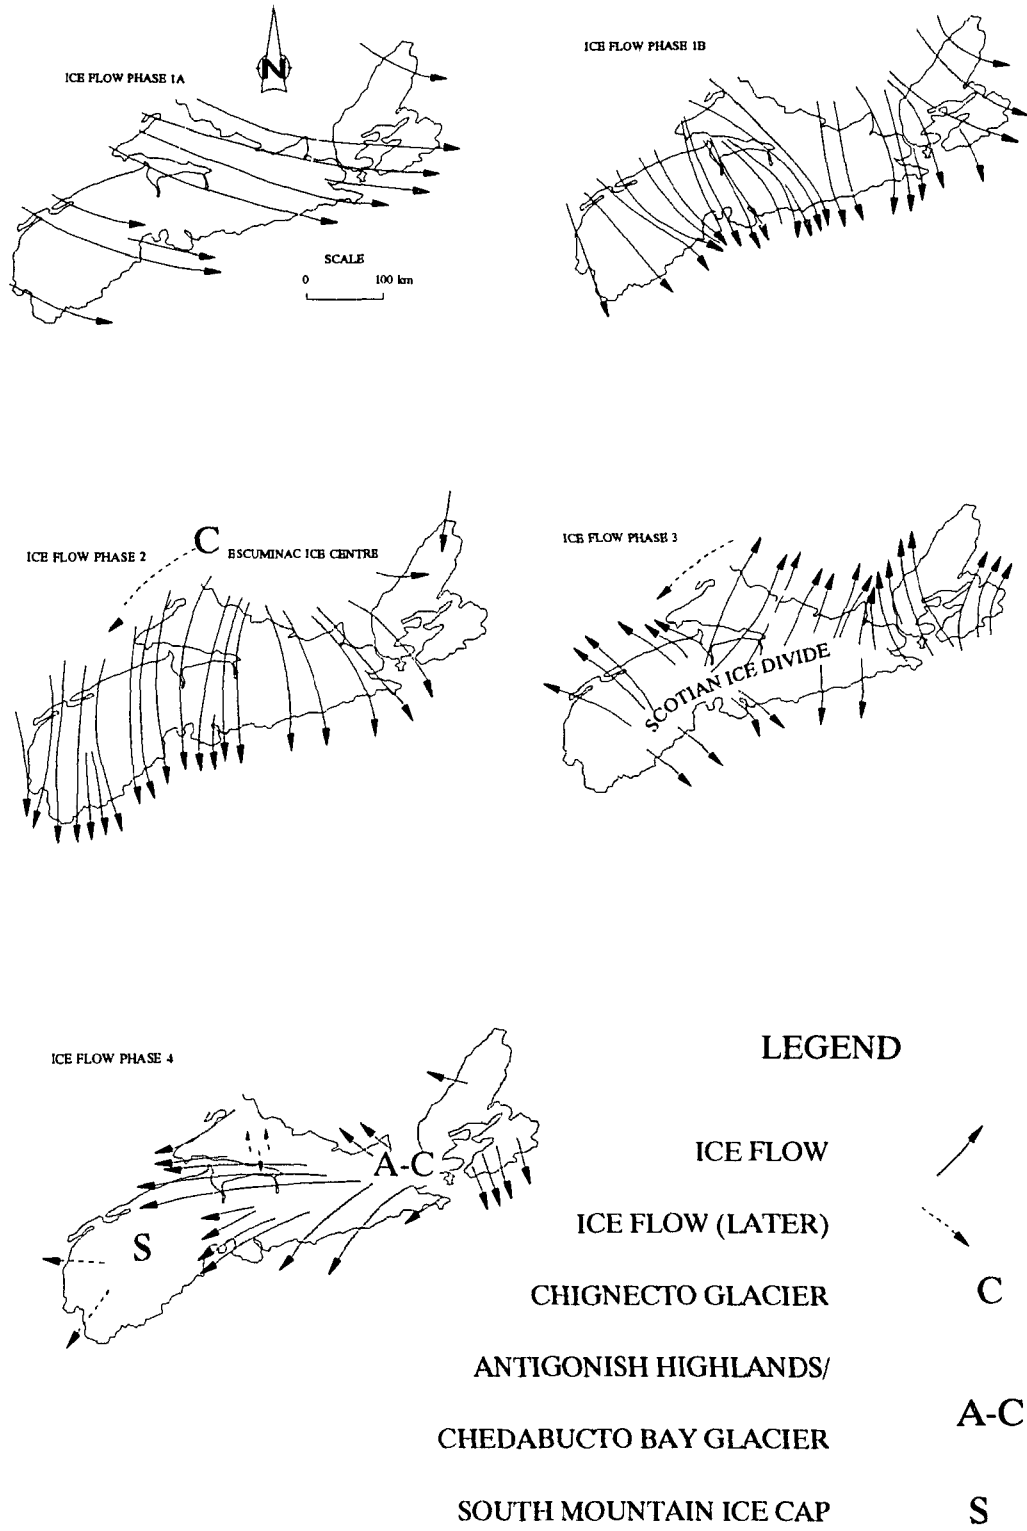 ICE FLOW PHASE 1A
N
SCALE
0 100 km
ICE FLOW PHASE 1B
ICE FLOW PHASE 2
C ESCUMINAC ICE CENTRE
ICE FLOW PHASE 3
SCOTIAN ICE DIVIDE
ICE FLOW PHASE 4
A-C
S
LEGEND
ICE FLOW
ICE FLOW (LATER)
CHIGNECTO GLACIER C
ANTIGONISH HIGHLANDS/
A-C
CHEDABUCTO BAY GLACIER
SOUTH MOUNTAIN ICE CAP S